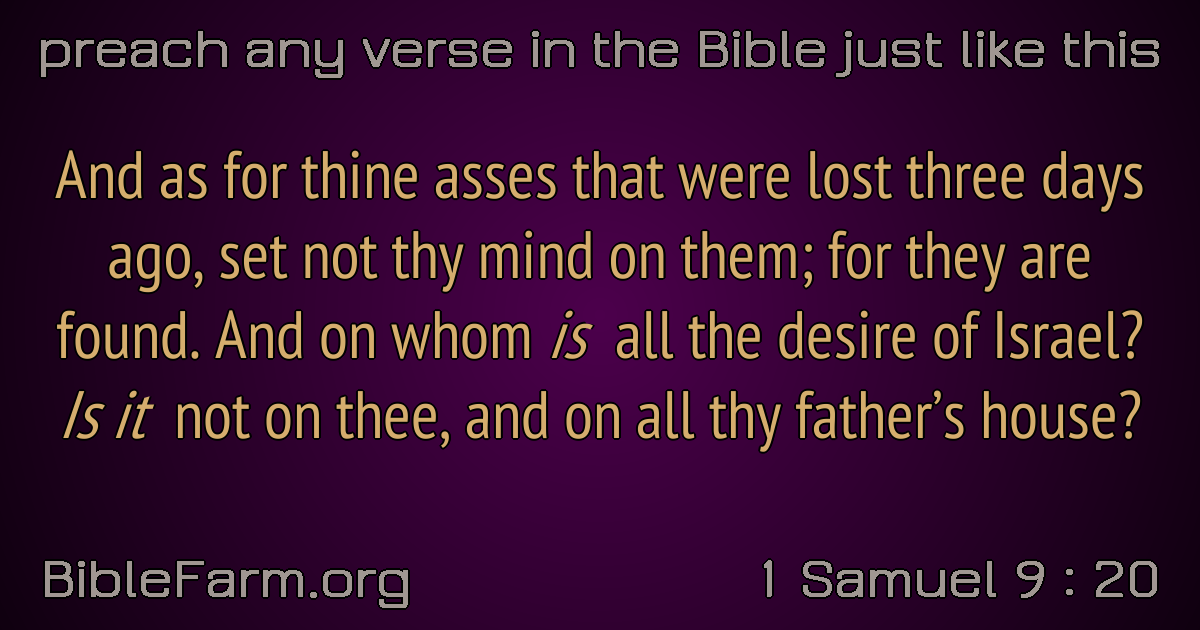 preach any verse in the Bible just like this
And as for thine asses that were lost three days
ago, set not thy mind on them; for they are
found. And on whom is all the desire of Israel?
Is it not on thee, and on all thy father’s house?
BibleFarm.org
1 Samuel 9 : 20